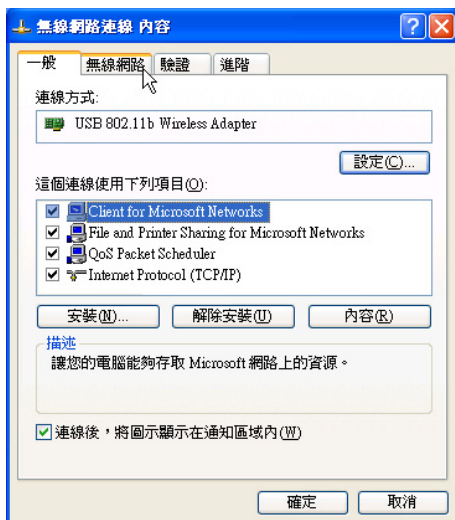 無線網路連線 內容
一般 無線網路 驗證 進階
連線方式:
USB 802.11b Wireless Adapter
設定(C)...
這個連線使用下列項目(O):
Client for Microsoft Networks
File and Printer Sharing for Microsoft Networks
QoS Packet Scheduler
Internet Protocol (TCP/IP)
安裝(N)... 解除安裝(U) 內容(R)
描述
讓您的電腦能夠存取 Microsoft 網路上的資源。
連線後，將圖示顯示在通知區域內(W)
確定 取消